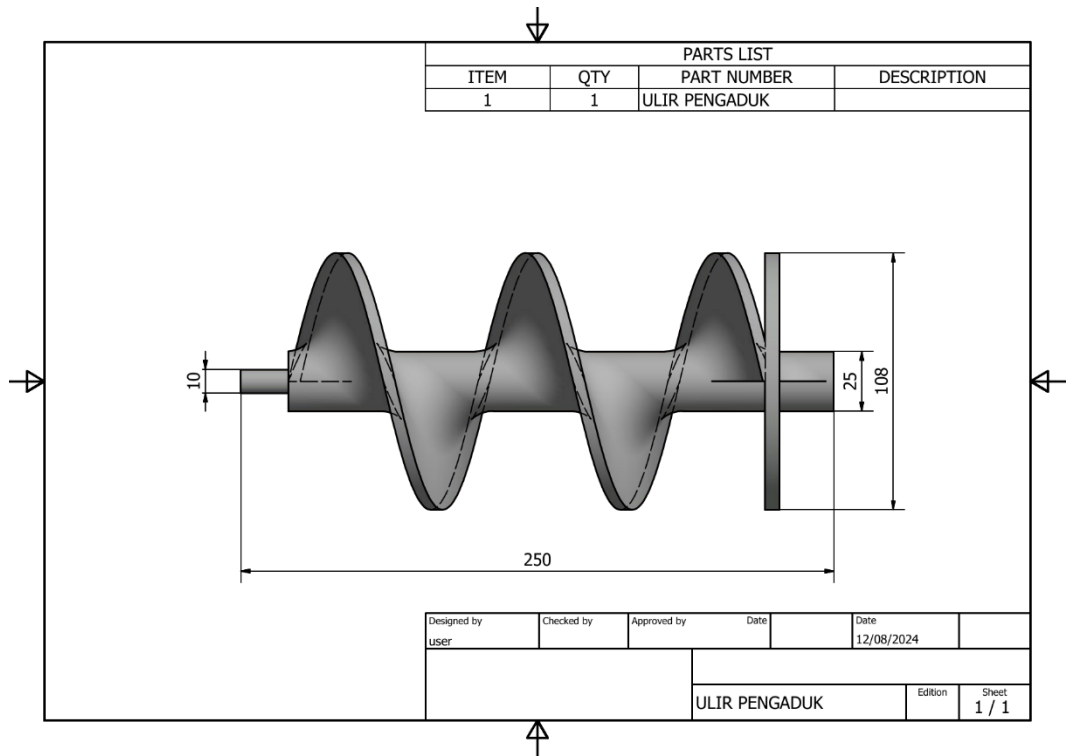 PARTS LIST
ITEM QTY PART NUMBER DESCRIPTION
1 1 ULIR PENGADUK
10
25
108
250
Designed by Checked by Approved by Date Date
user 12/08/2024
ULIR PENGADUK Edition Sheet
1 / 1